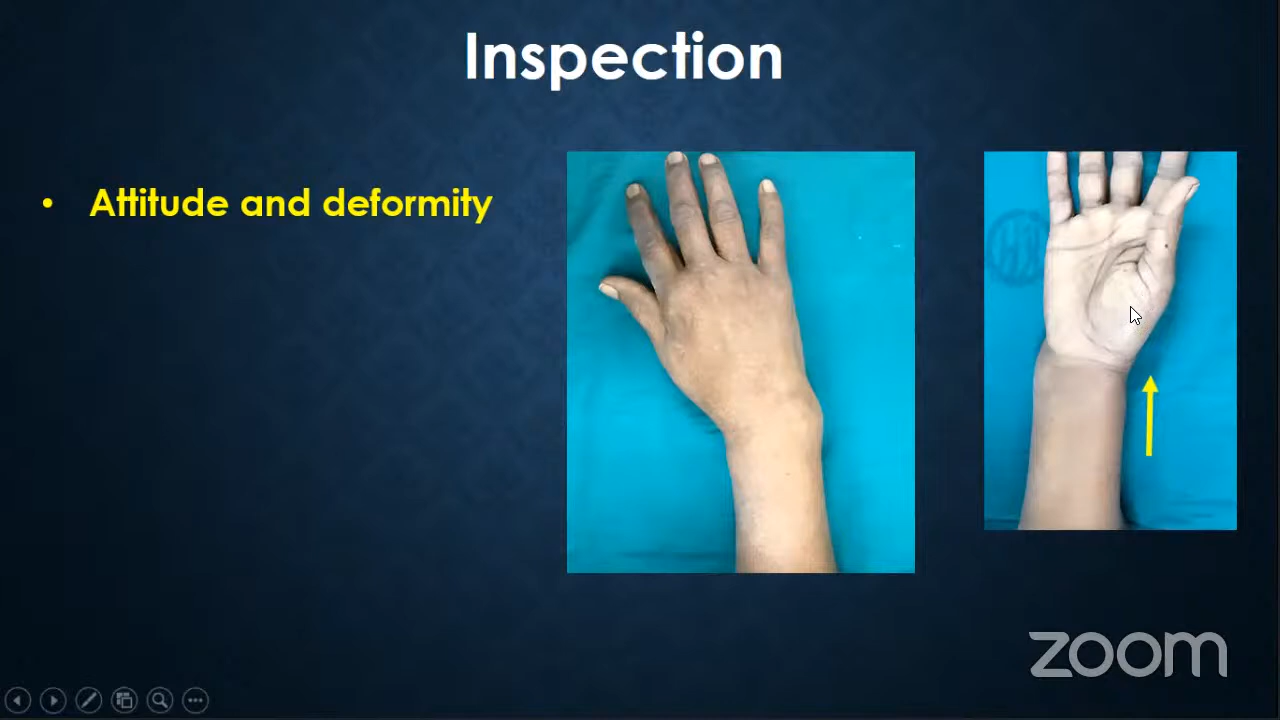 Inspection
• Attitude and deformity
zoom